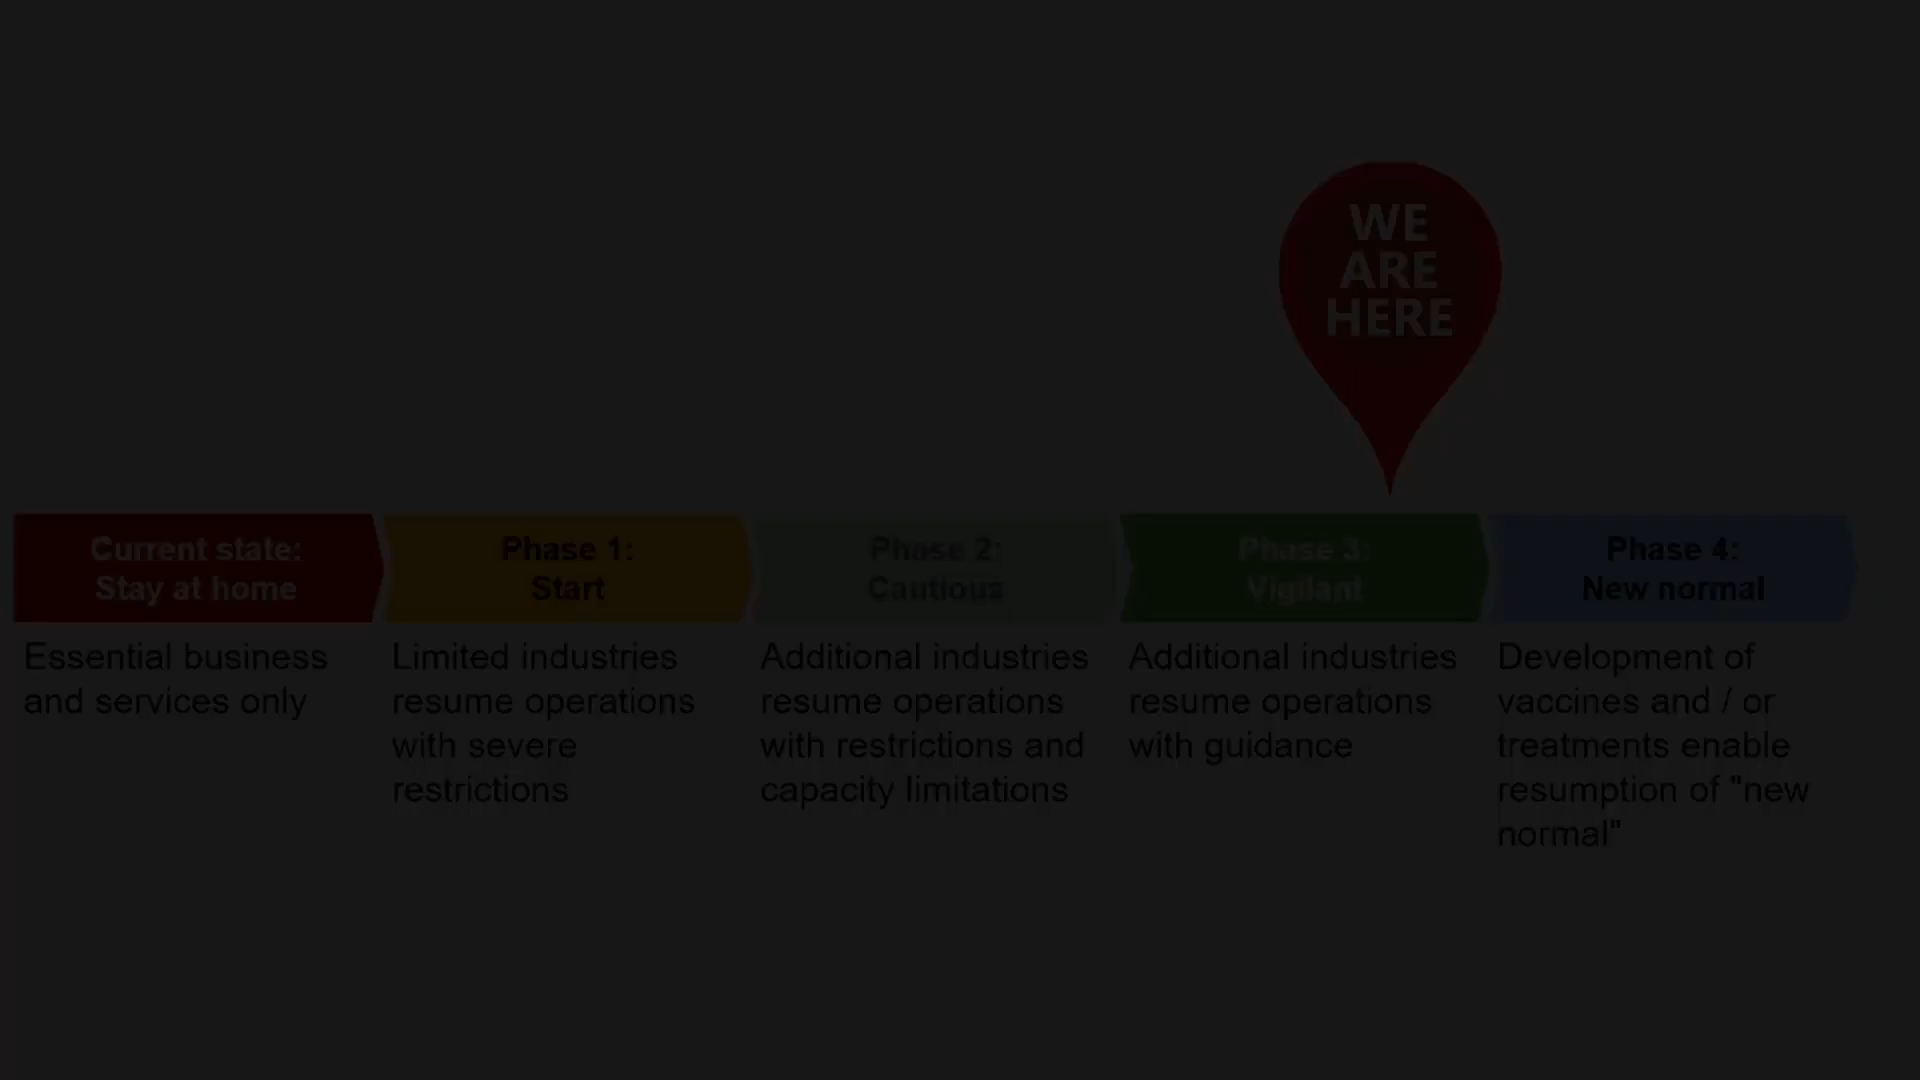 WE
ARE
HERE
Current state:
Stay at home
Essential business
and services only
Phase 1:
Start
Limited industries
resume operations
with severe
restrictions
Phase 2:
Cautious
Additional industries
resume operations
with restrictions and
capacity limitations
Phase 3:
Vigilant
Additional industries
resume operations
with guidance
Phase 4:
New normal
Development of
vaccines and / or
treatments enable
resumption of "new
normal"